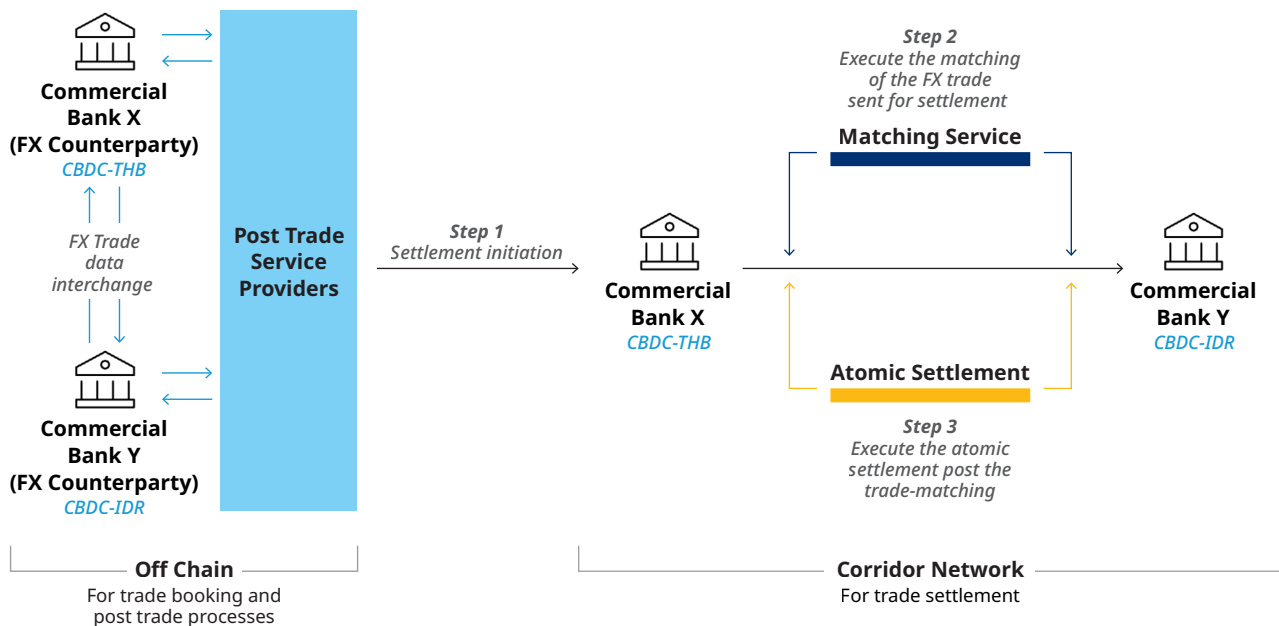 Commercial
Bank X
(FX Counterparty)
CBDC-THB
FX Trade
data
interchange
Commercial
Bank Y
(FX Counterparty)
CBDC-IDR
Post Trade
Service
Providers
Off Chain
For trade booking and
post trade processes
Step 1
Settlement initiation
Commercial
Bank X
CBDC-THB
Step 2
Execute the matching
of the FX trade
sent for settlement
Matching Service
Atomic Settlement
Step 3
Execute the atomic
settlement post the
trade-matching
Commercial
Bank Y
CBDC-IDR
Corridor Network
For trade settlement